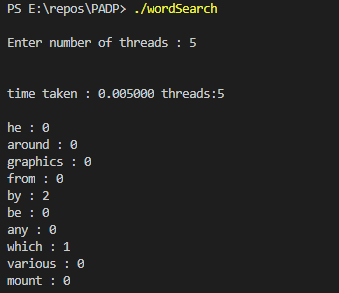 PS E:\repos\PADP> ./wordSearch
Enter number of threads : 5
time taken : 0.005000 threads:5
he : 0
around : 0
graphics : 0
from : 0
by : 2
be : 0
any : 0
which : 1
various : 0
mount : 0